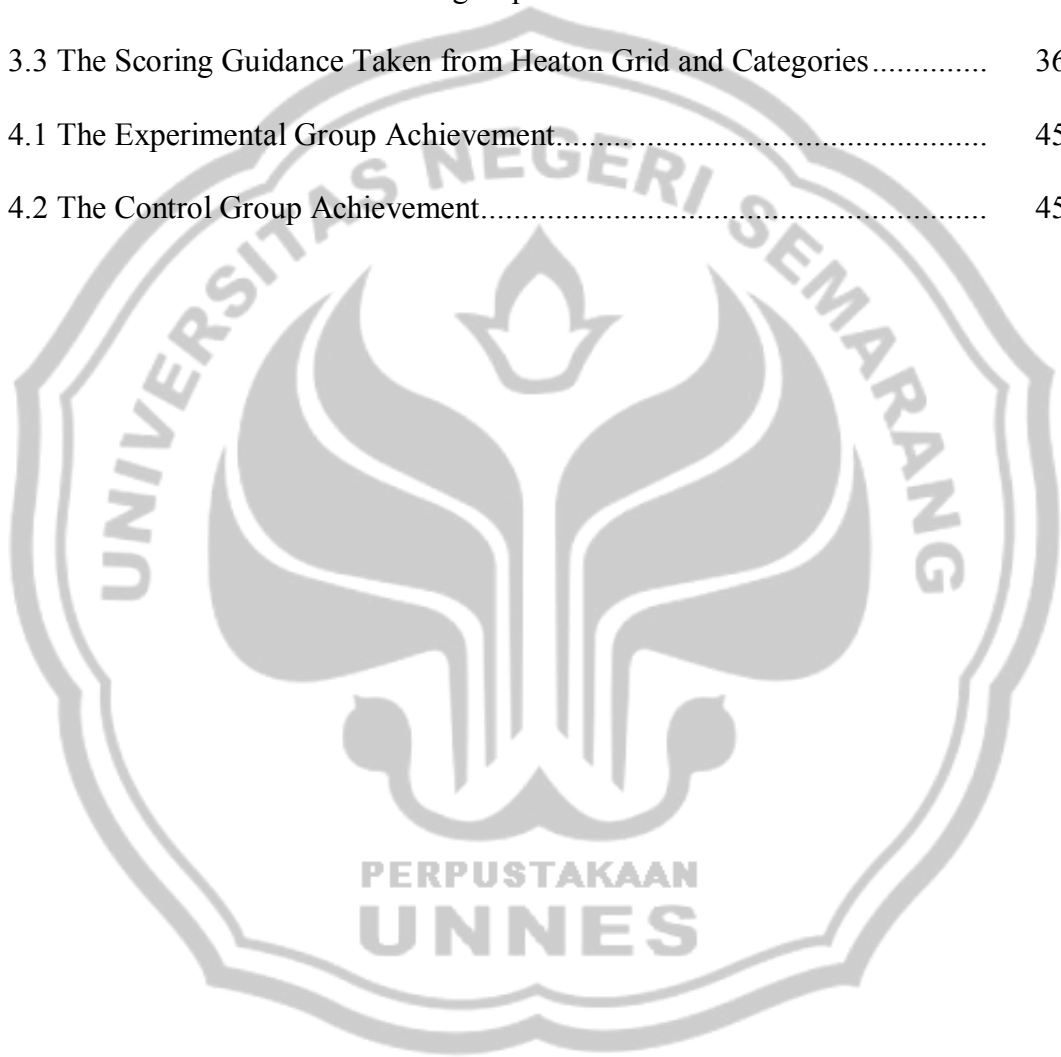 3.3 The Scoring Guidance Taken from Heaton Grid and Categories.............. 36
4.1 The Experimental Group Achievement.................................................. 45
4.2 The Control Group Achievement........................................................... 45
UNIVERSITAS NEGERI SEMARANG
PERPUSTAKAAN
UNNES